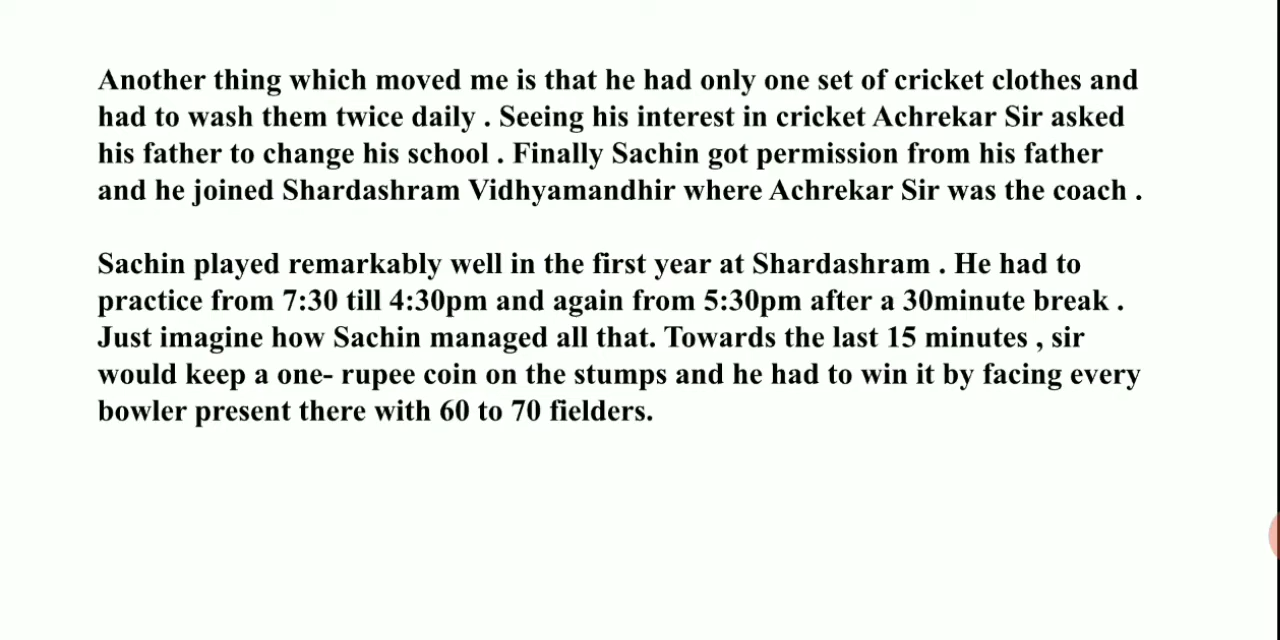 Another thing which moved me is that he had only one set of cricket clothes and
had to wash them twice daily . Seeing his interest in cricket Achrekar Sir asked
his father to change his school . Finally Sachin got permission from his father
and he joined Shardashram Vidhyamandhir where Achrekar Sir was the coach .
Sachin played remarkably well in the first year at Shardashram . He had to
practice from 7:30 till 4:30pm and again from 5:30pm after a 30minute break .
Just imagine how Sachin managed all that. Towards the last 15 minutes , sir
would keep a one- rupee coin on the stumps and he had to win it by facing every
bowler present there with 60 to 70 fielders.